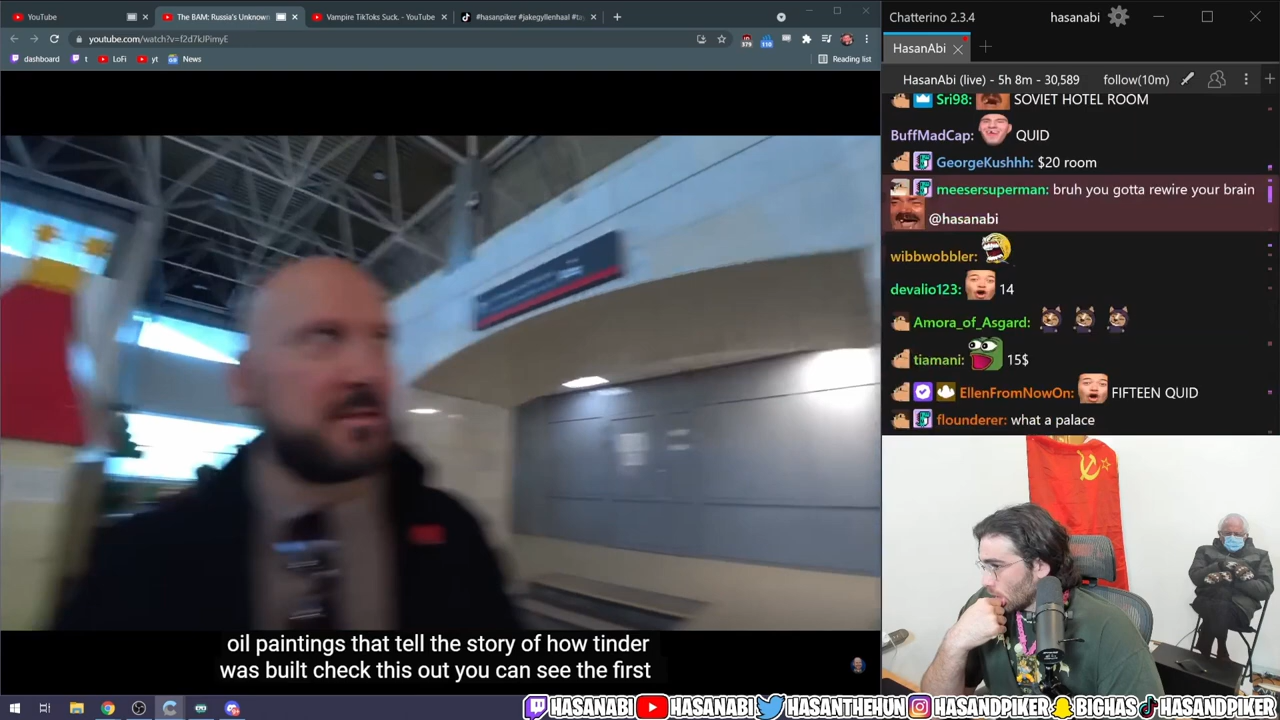 YouTube
The BAM: Russia's Unknown
Vampire TikToks Suck. - YouTube
#hasanpiker #jakegyllenhaal #ta
youtube.com/watch?v=f2d7kJPimyE
379
110
dashboard
t
LoFi
yt
News
Reading list
oil paintings that tell the story of how tinder
was built check this out you can see the first
Chatterino 2.3.4
hasanabi
HasanAbi
HasanAbi (live) - 5h 8m - 30,589
follow(10m)
Sri98: SOVIET HOTEL ROOM
BuffMadCap: QUID
GeorgeKushhh: $20 room
meesersuperman: bruh you gotta rewire your brain
@hasanabi
wibbwobbler:
devalio123: 14
Amora_of_Asgard:
tiamani: 15$
EllenFromNowOn: FIFTEEN QUID
flounderer: what a palace
HASANABI HASANABI HASANTHEHUN HASANDPIKER BIGHAS HASANDPIKER